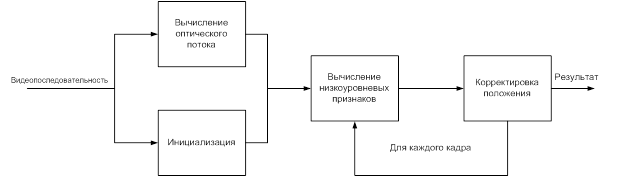 Вычисление
оптического
потока
Видеопоследовательность
Инициализация
Вычисление
низкоуровневых
признаков
Корректировка
положения
Результат
Для каждого кадра